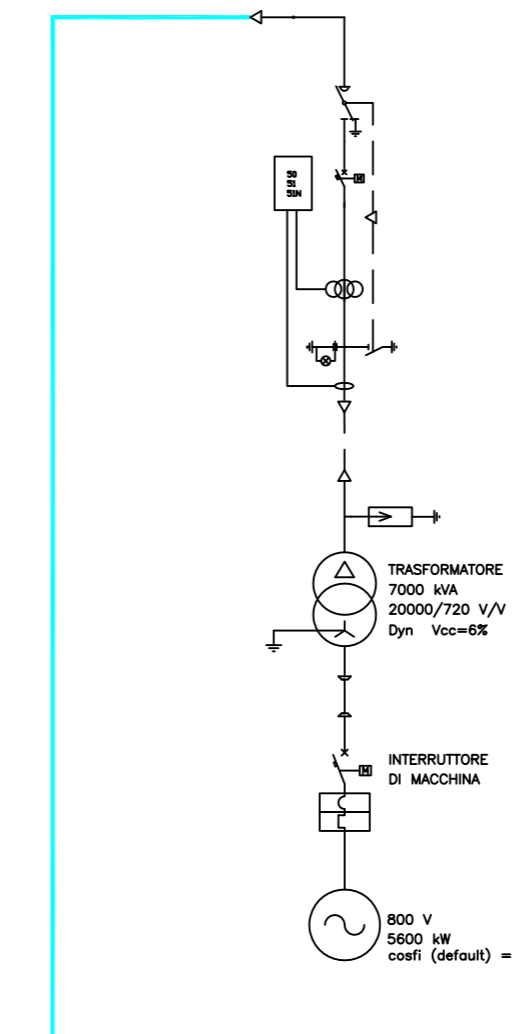 50
51
51N
M
TRASFORMATORE
7000 kVA
20000/720 V/V
Dyn Vcc=6%
INTERRUTTORE
DI MACCHINA
M
800 V
5600 kW
cosfi (default) =